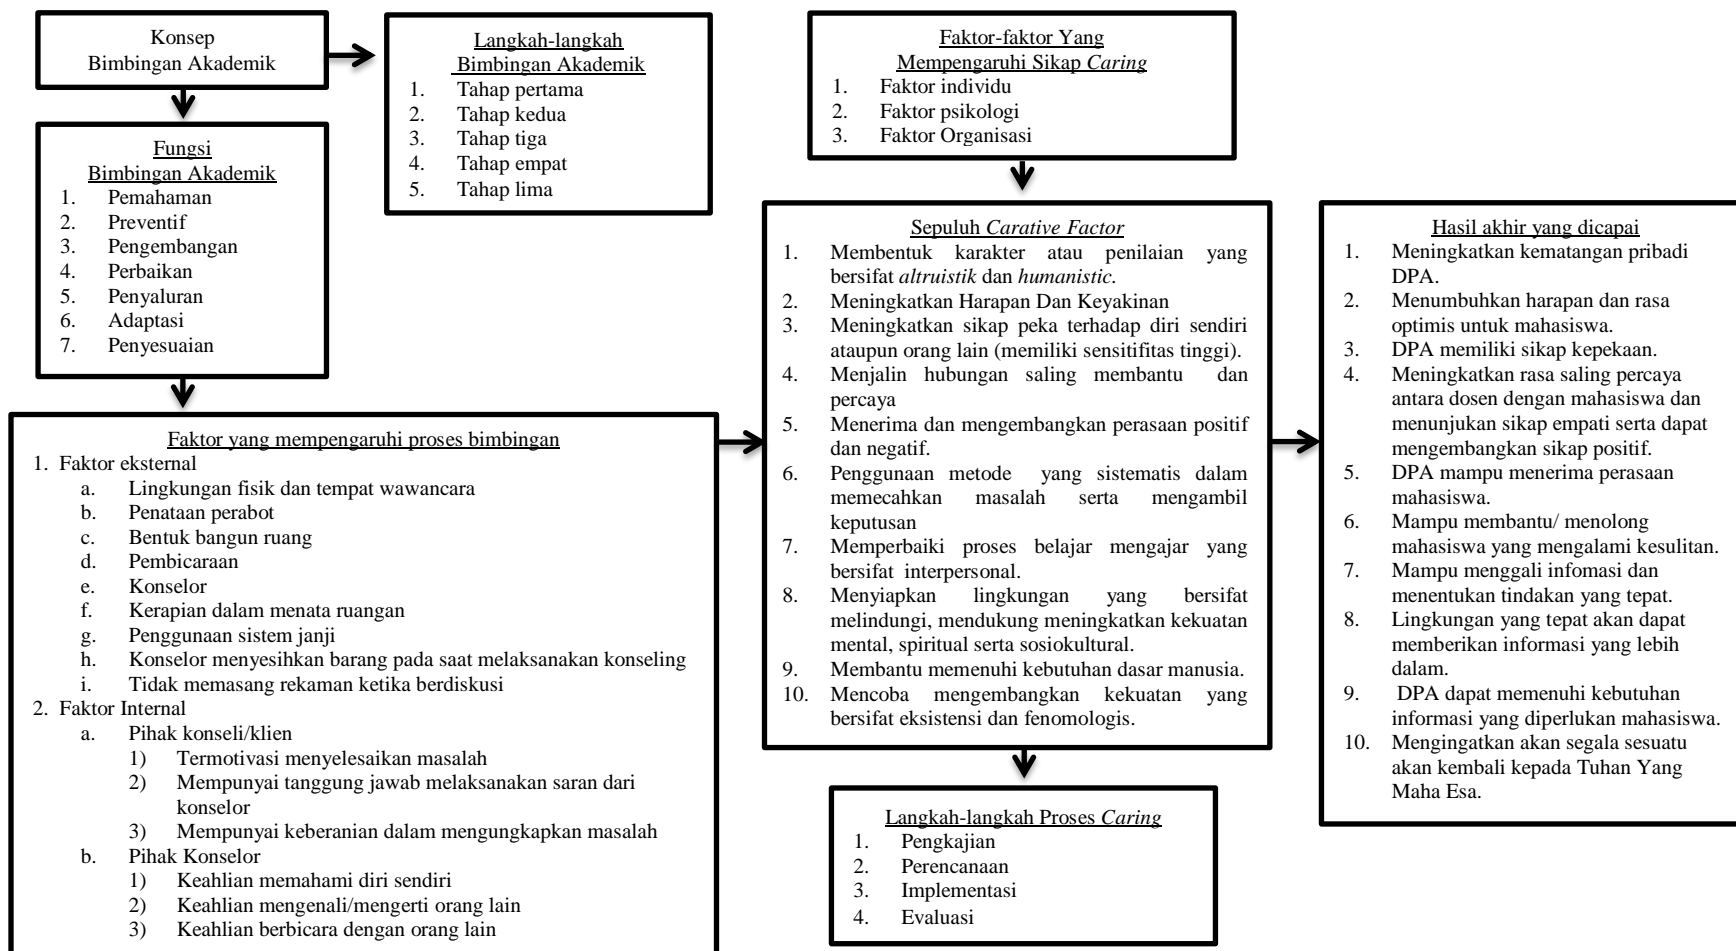 Konsep
Bimbingan Akademik
Langkah-langkah
Bimbingan Akademik
1. Tahap pertama
2. Tahap kedua
3. Tahap tiga
4. Tahap empat
5. Tahap lima
Fungsi
Bimbingan Akademik
1. Pemahaman
2. Preventif
3. Pengembangan
4. Perbaikan
5. Penyaluran
6. Adaptasi
7. Penyesuaian
Faktor yang mempengaruhi proses bimbingan
1. Faktor eksternal
a. Lingkungan fisik dan tempat wawancara
b. Penataan perabot
c. Bentuk bangun ruang
d. Pembicaraan
e. Konselor
f. Kerapian dalam menata ruangan
g. Penggunaan sistem janji
h. Konselor menyesihkan barang pada saat melaksanakan konseling
i. Tidak memasang rekaman ketika berdiskusi
2. Faktor Internal
a. Pihak konseli/klien
1) Termotivasi menyelesaikan masalah
2) Mempunyai tanggung jawab melaksanakan saran dari
konselor
3) Mempunyai keberanian dalam mengungkapkan masalah
b. Pihak Konselor
1) Keahlian memahami diri sendiri
2) Keahlian mengenali/mengerti orang lain
3) Keahlian berbicara dengan orang lain
Faktor-faktor Yang
Mempengaruhi Sikap Caring
1. Faktor individu
2. Faktor psikologi
3. Faktor Organisasi
Sepuluh Carative Factor
1. Membentuk karakter atau penilaian yang
bersifat altruistik dan humanistic.
2. Meningkatkan Harapan Dan Keyakinan
3. Meningkatkan sikap peka terhadap diri sendiri
ataupun orang lain (memiliki sensitifitas tinggi).
4. Menjalin hubungan saling membantu dan
percaya
5. Menerima dan mengembangkan perasaan positif
dan negatif.
6. Penggunaan metode yang sistematis dalam
memecahkan masalah serta mengambil
keputusan
7. Memperbaiki proses belajar mengajar yang
bersifat interpersonal.
8. Menyiapkan lingkungan yang bersifat
melindungi, mendukung meningkatkan kekuatan
mental, spiritual serta sosiokultural.
9. Membantu memenuhi kebutuhan dasar manusia.
10. Mencoba mengembangkan kekuatan yang
bersifat eksistensi dan fenomologis.
Langkah-langkah Proses Caring
1. Pengkajian
2. Perencanaan
3. Implementasi
4. Evaluasi
Hasil akhir yang dicapai
1. Meningkatkan kematangan pribadi
DPA.
2. Menumbuhkan harapan dan rasa
optimis untuk mahasiswa.
3. DPA memiliki sikap kepekaan.
4. Meningkatkan rasa saling percaya
antara dosen dengan mahasiswa dan
menunjukan sikap empati serta dapat
mengembangkan sikap positif.
5. DPA mampu menerima perasaan
mahasiswa.
6. Mampu membantu/ menolong
mahasiswa yang mengalami kesulitan.
7. Mampu menggali infomasi dan
menentukan tindakan yang tepat.
8. Lingkungan yang tepat akan dapat
memberikan informasi yang lebih
dalam.
9. DPA dapat memenuhi kebutuhan
informasi yang diperlukan mahasiswa.
10. Mengingatkan akan segala sesuatu
akan kembali kepada Tuhan Yang
Maha Esa.